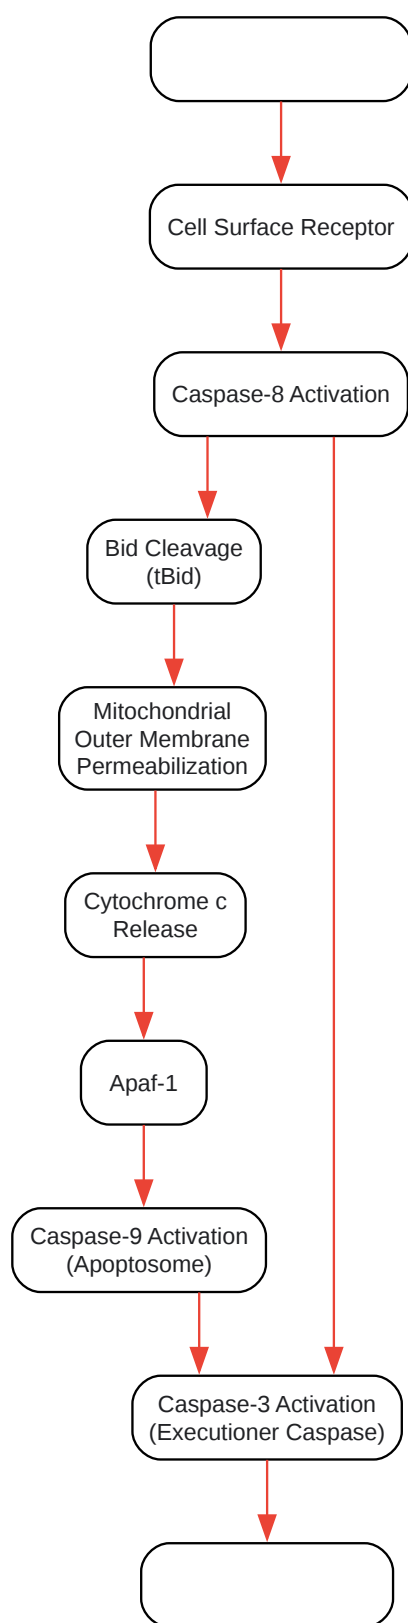 Cell Surface Receptor
Caspase-8 Activation
Bid Cleavage
(tBid)
Mitochondrial
Outer Membrane
Permeabilization
Cytochrome c
Release
Apaf-1
Caspase-9 Activation
(Apoptosome)
Caspase-3 Activation
(Executioner Caspase)